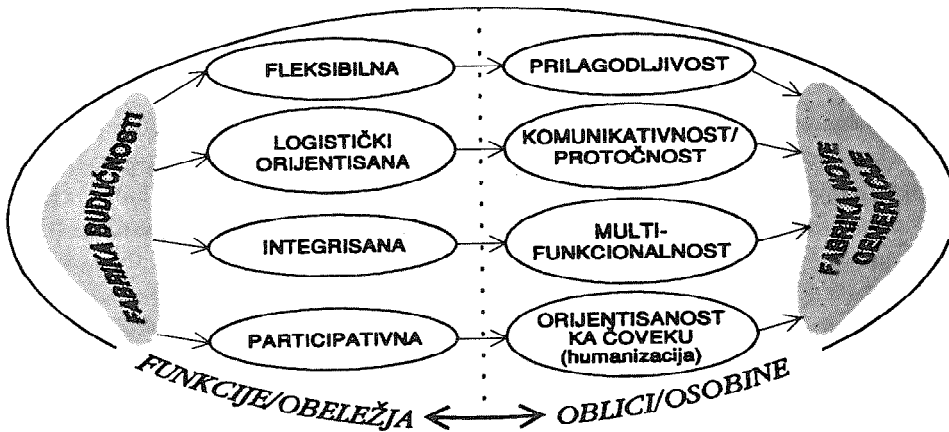 FABRIKA BUDUĆNOSTI
FLEKSIBILNA
PRILAGODLJIVOST
LOGISTIČKI
ORIJENTISANA
KOMUNIKATIVNOST/
PROTOČNOST
INTEGRISANA
MULTI-
FUNKCIONALNOST
PARTICIPATIVNA
ORIJENTISANOST
KA ČOVEKU
(humanizacija)
FABRIKA NOVE
GENERACIJE
FUNKCIJE/OBELEŽJA
OBLICI/OSOBINE